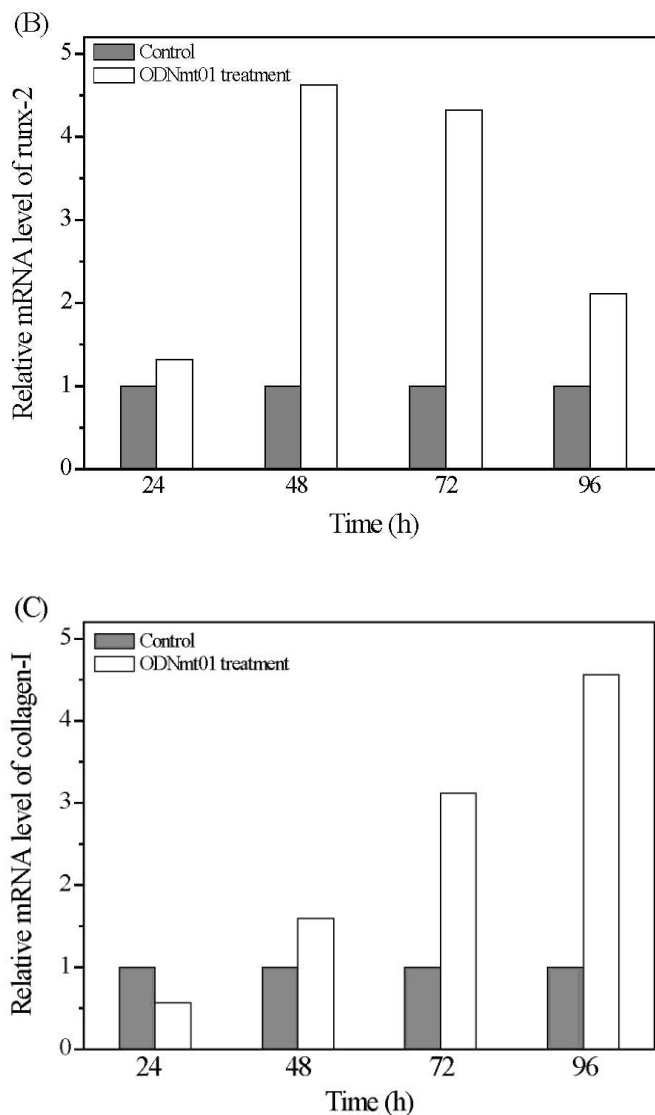 (B)
Control
ODNmt01 treatment
Relative mRNA level of runx-2
5
4
3
2
1
0
24 48 72 96
Time (h)
(C)
Control
ODNmt01 treatment
Relative mRNA level of collagen-I
5
4
3
2
1
0
24 48 72 96
Time (h)